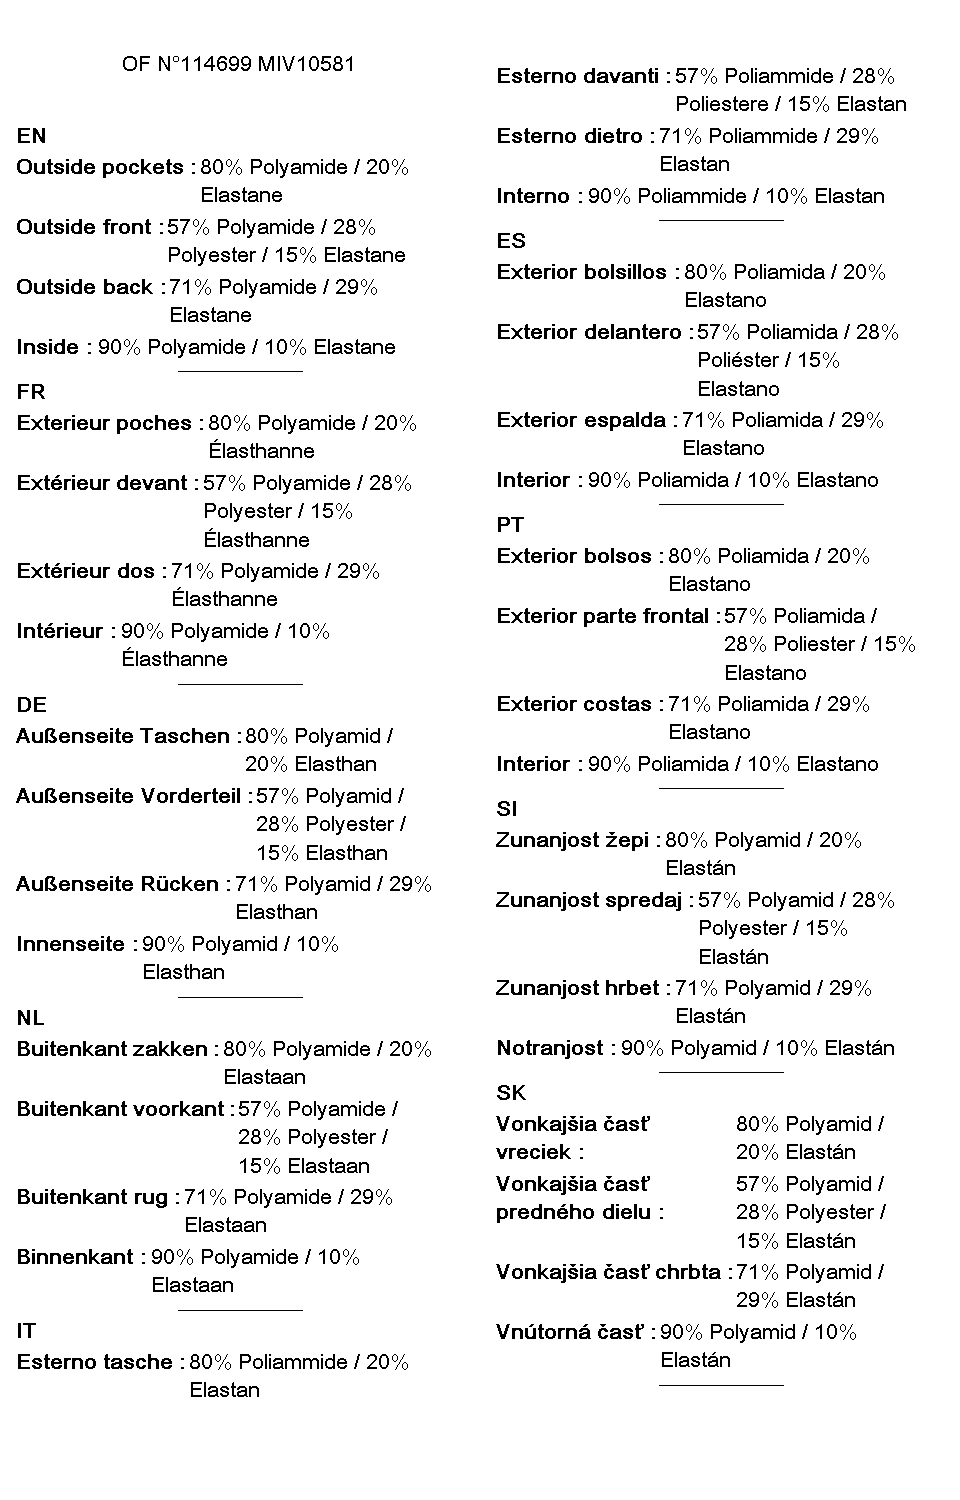 OF N°114699 MIV10581
EN
Outside pockets : 80% Polyamide / 20%
Elastane
Outside front : 57% Polyamide / 28%
Polyester / 15% Elastane
Outside back : 71% Polyamide / 29%
Elastane
Inside : 90% Polyamide / 10% Elastane
FR
Exterieur poches : 80% Polyamide / 20%
Élasthanne
Extérieur devant : 57% Polyamide / 28%
Polyester / 15%
Élasthanne
Extérieur dos : 71% Polyamide / 29%
Élasthanne
Intérieur : 90% Polyamide / 10%
Élasthanne
DE
Außenseite Taschen : 80% Polyamid /
20% Elasthan
Außenseite Vorderteil : 57% Polyamid /
28% Polyester /
15% Elasthan
Außenseite Rücken : 71% Polyamid / 29%
Elasthan
Innenseite : 90% Polyamid / 10%
Elasthan
NL
Buitenkant zakken : 80% Polyamide / 20%
Elastaan
Buitenkant voorkant : 57% Polyamide /
28% Polyester /
15% Elastaan
Buitenkant rug : 71% Polyamide / 29%
Elastaan
Binnenkant : 90% Polyamide / 10%
Elastaan
IT
Esterno tasche : 80% Poliammide / 20%
Elastan
Esterno davanti : 57% Poliammide / 28%
Poliestere / 15% Elastan
Esterno dietro : 71% Poliammide / 29%
Elastan
Interno : 90% Poliammide / 10% Elastan
ES
Exterior bolsillos : 80% Poliamida / 20%
Elastano
Exterior delantero : 57% Poliamida / 28%
Poliéster / 15%
Elastano
Exterior espalda : 71% Poliamida / 29%
Elastano
Interior : 90% Poliamida / 10% Elastano
PT
Exterior bolsos : 80% Poliamida / 20%
Elastano
Exterior parte frontal : 57% Poliamida /
28% Poliester / 15%
Elastano
Exterior costas : 71% Poliamida / 29%
Elastano
Interior : 90% Poliamida / 10% Elastano
SI
Zunanjost žepi : 80% Polyamid / 20%
Elastán
Zunanjost spredaj : 57% Polyamid / 28%
Polyester / 15%
Elastán
Zunanjost hrbet : 71% Polyamid / 29%
Elastán
Notranjost : 90% Polyamid / 10% Elastán
SK
Vonkajšia časť 80% Polyamid /
vreciek : 20% Elastán
Vonkajšia časť 57% Polyamid /
predného dielu : 28% Polyester /
15% Elastán
Vonkajšia časť chrbta : 71% Polyamid /
29% Elastán
Vnútorná časť : 90% Polyamid / 10%
Elastán